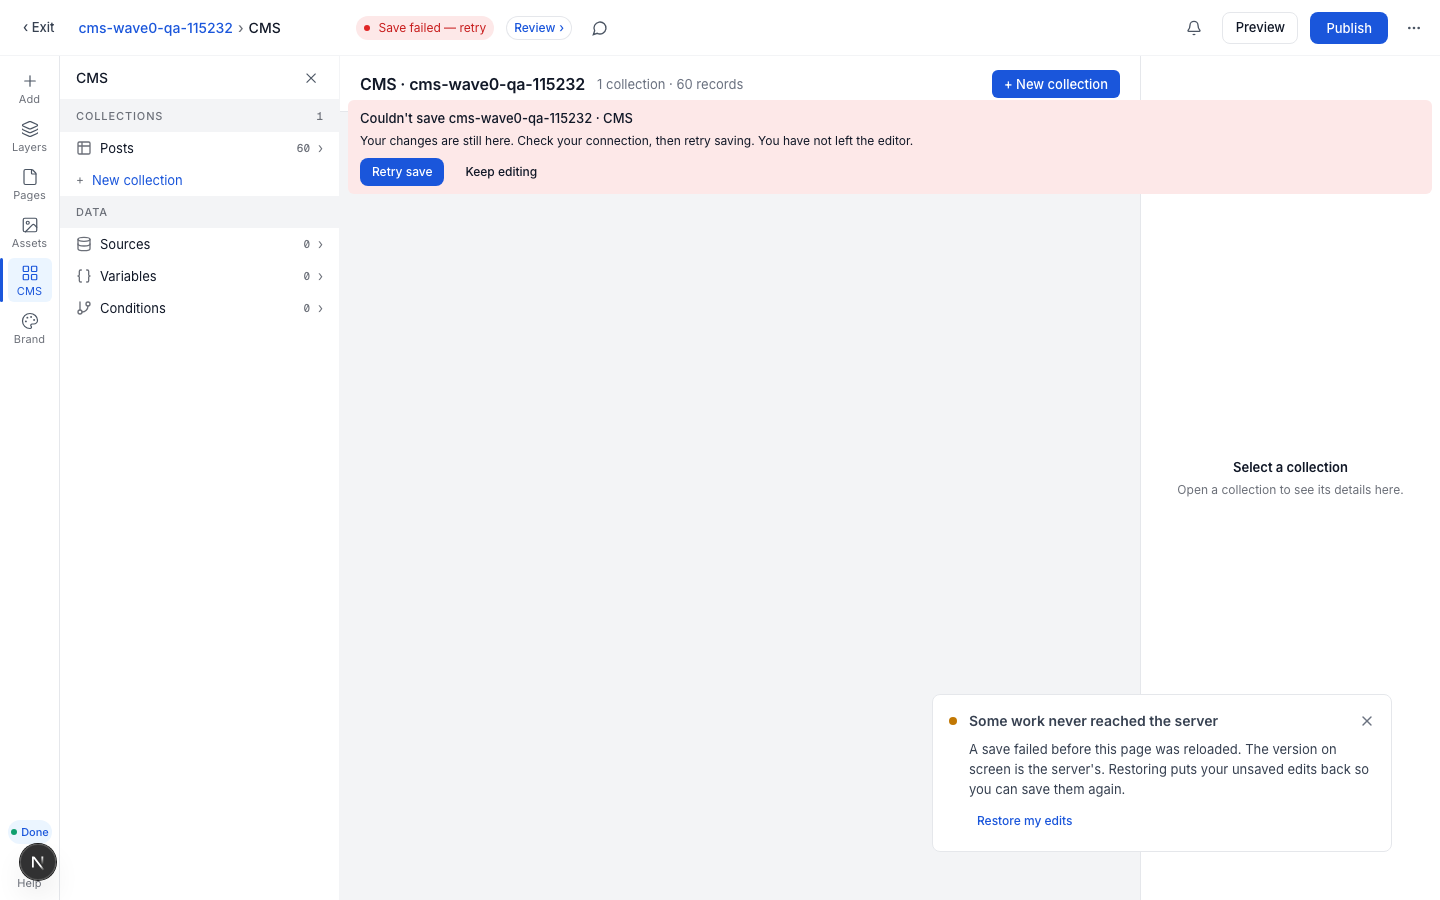 ‹ Exit
cms-wave0-qa-115232 › CMS
Save failed — retry
Review ›
Preview
Publish
Add
Layers
Pages
Assets
CMS
Brand
Done
N
Help
CMS
COLLECTIONS 1
Posts 60 ›
+ New collection
DATA
Sources 0 ›
Variables 0 ›
Conditions 0 ›
CMS · cms-wave0-qa-115232 1 collection · 60 records
+ New collection
Couldn't save cms-wave0-qa-115232 · CMS
Your changes are still here. Check your connection, then retry saving. You have not left the editor.
Retry save Keep editing
Select a collection
Open a collection to see its details here.
Some work never reached the server
A save failed before this page was reloaded. The version on
screen is the server's. Restoring puts your unsaved edits back so
you can save them again.
Restore my edits